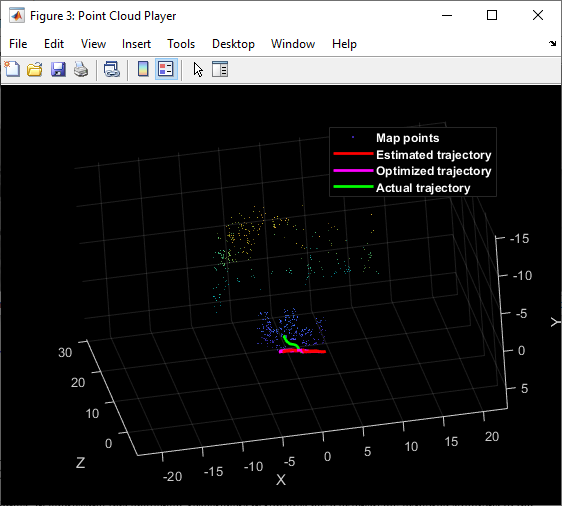 Figure 3: Point Cloud Player
File Edit View Insert Tools Desktop Window Help
Map points
Estimated trajectory
Optimized trajectory
Actual trajectory
-15
-10
-5
0
5
Y
30
20
10
0
Z
-20
-15
-10
-5
0
5
10
15
20
X